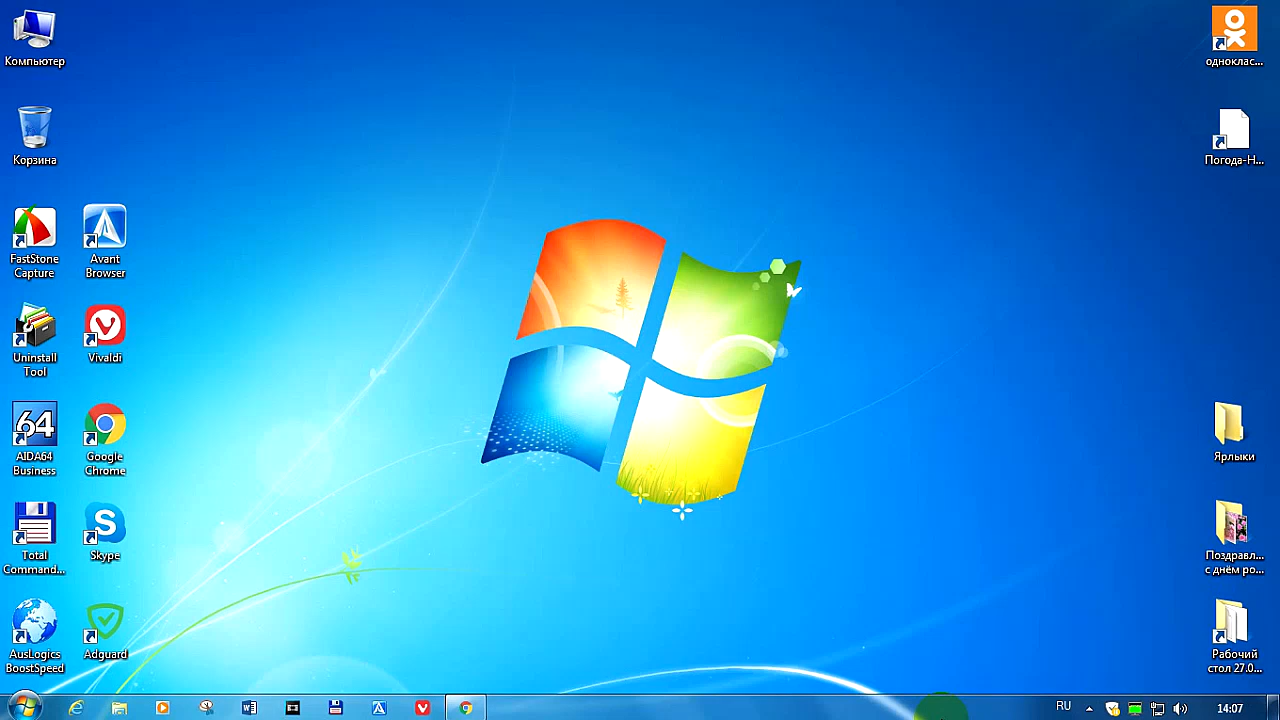 Компьютер
Корзина
FastStone
Capture
Avant
Browser
Uninstall
Tool
Vivaldi
64
AIDA64
Business
Google
Chrome
Total
Command...
S
Skype
AusLogics
BoostSpeed
Adguard
одноклас...
Погода-Н...
Ярлыки
Поздравл...
с днём ро...
Рабочий
стол 27.0...
RU
14:07